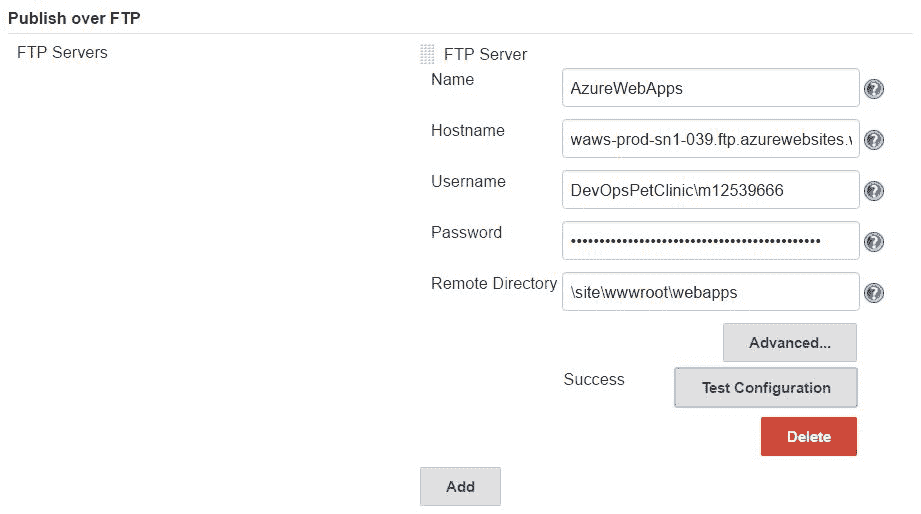 Publish over FTP
FTP Servers
FTP Server
Name
AzureWebApps
Hostname
waws-prod-sn1-039.ftp.azurewebsites.
Username
DevOpsPetClinic\m12539666
Password
••••••••••••••••••••••••••••••••••••••••••••
Remote Directory
\site\wwwroot\webapps
Advanced...
Success
Test Configuration
Delete
Add